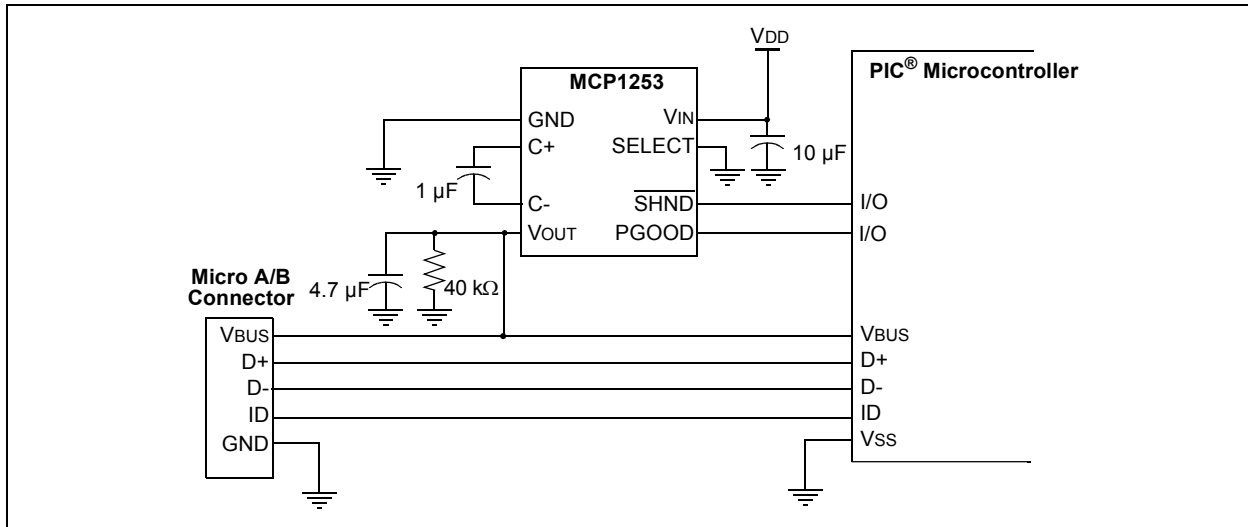 VDD
MCP1253
PIC® Microcontroller
GND
VIN
C+
SELECT
10 µF
1 µF
C-
SHND
I/O
VOUT
PGOOD
I/O
Micro A/B
Connector
4.7 µF
40 kΩ
VBUS
VBUS
D+
D+
D-
D-
ID
ID
GND
VSS